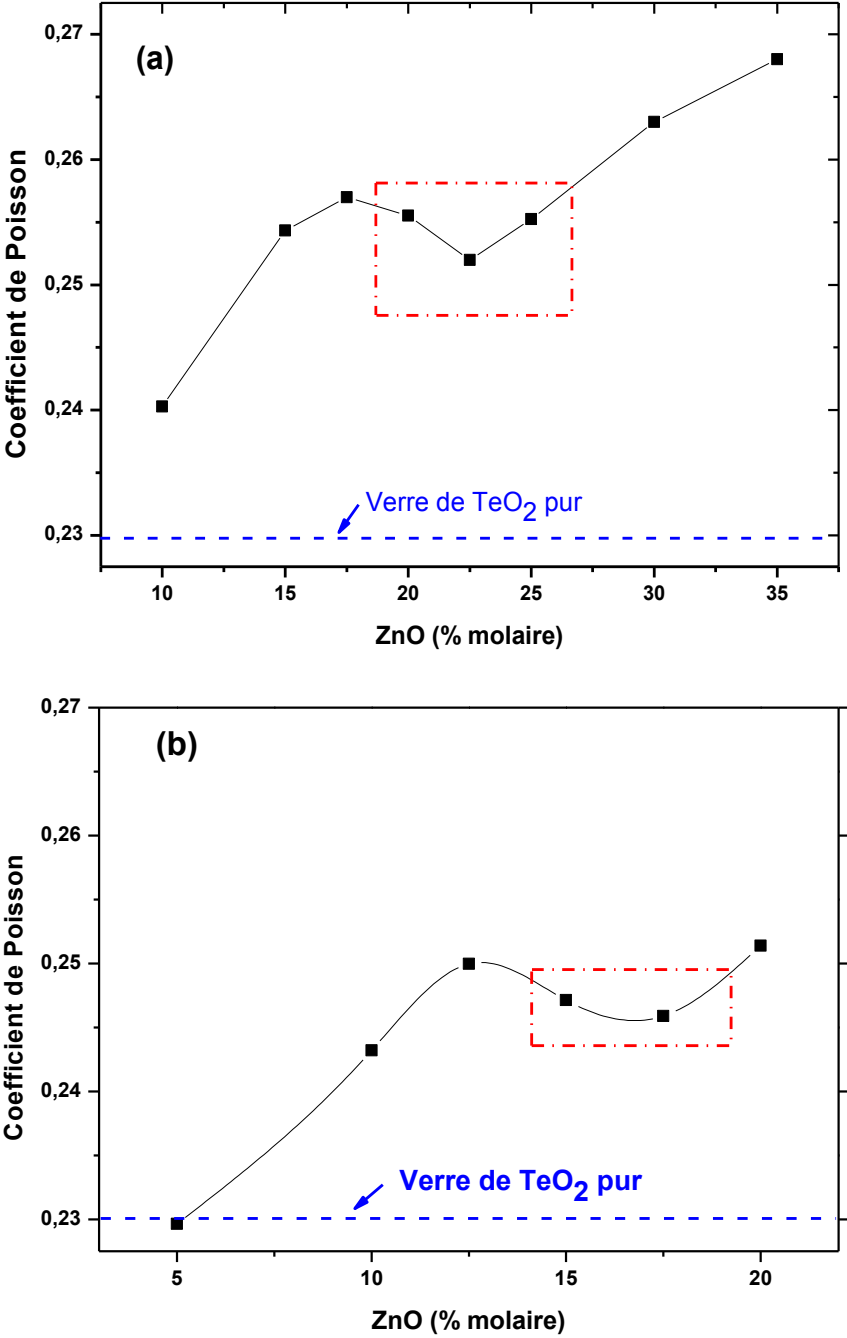 (a)
Coefficient de Poisson
0,27
0,26
0,25
0,24
0,23
Verre de TeO2 pur
10 15 20 25 30 35
ZnO (% molaire)
(b)
Coefficient de Poisson
0,27
0,26
0,25
0,24
0,23
Verre de TeO2 pur
5 10 15 20
ZnO (% molaire)